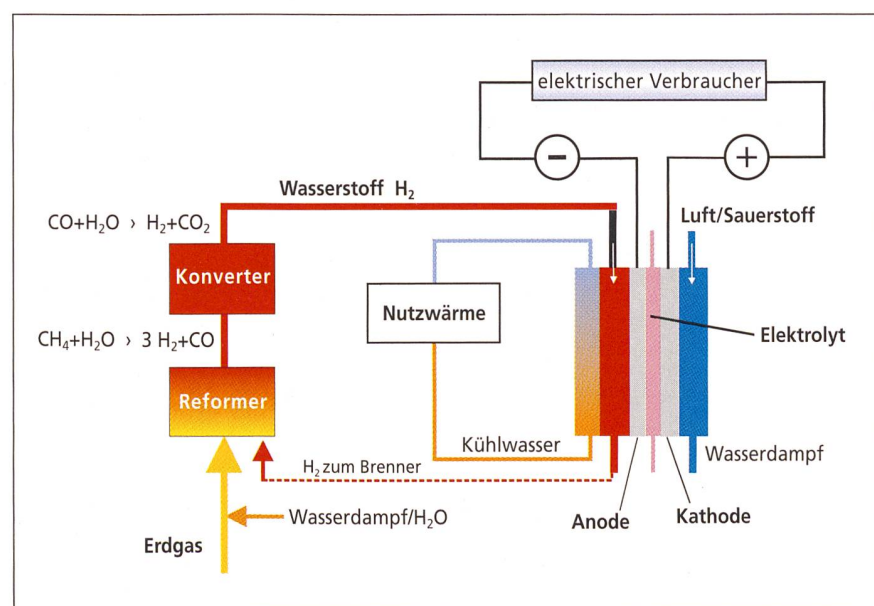 elektrischer Verbraucher
−
+
Wasserstoff H₂
Luft/Sauerstoff
CO+H₂O › H₂+CO₂
Konverter
Nutzwärme
CH₄+H₂O › 3 H₂+CO
Elektrolyt
Reformer
Kühlwasser
Wasserdampf
H₂ zum Brenner
Wasserdampf/H₂O
Anode
Kathode
Erdgas